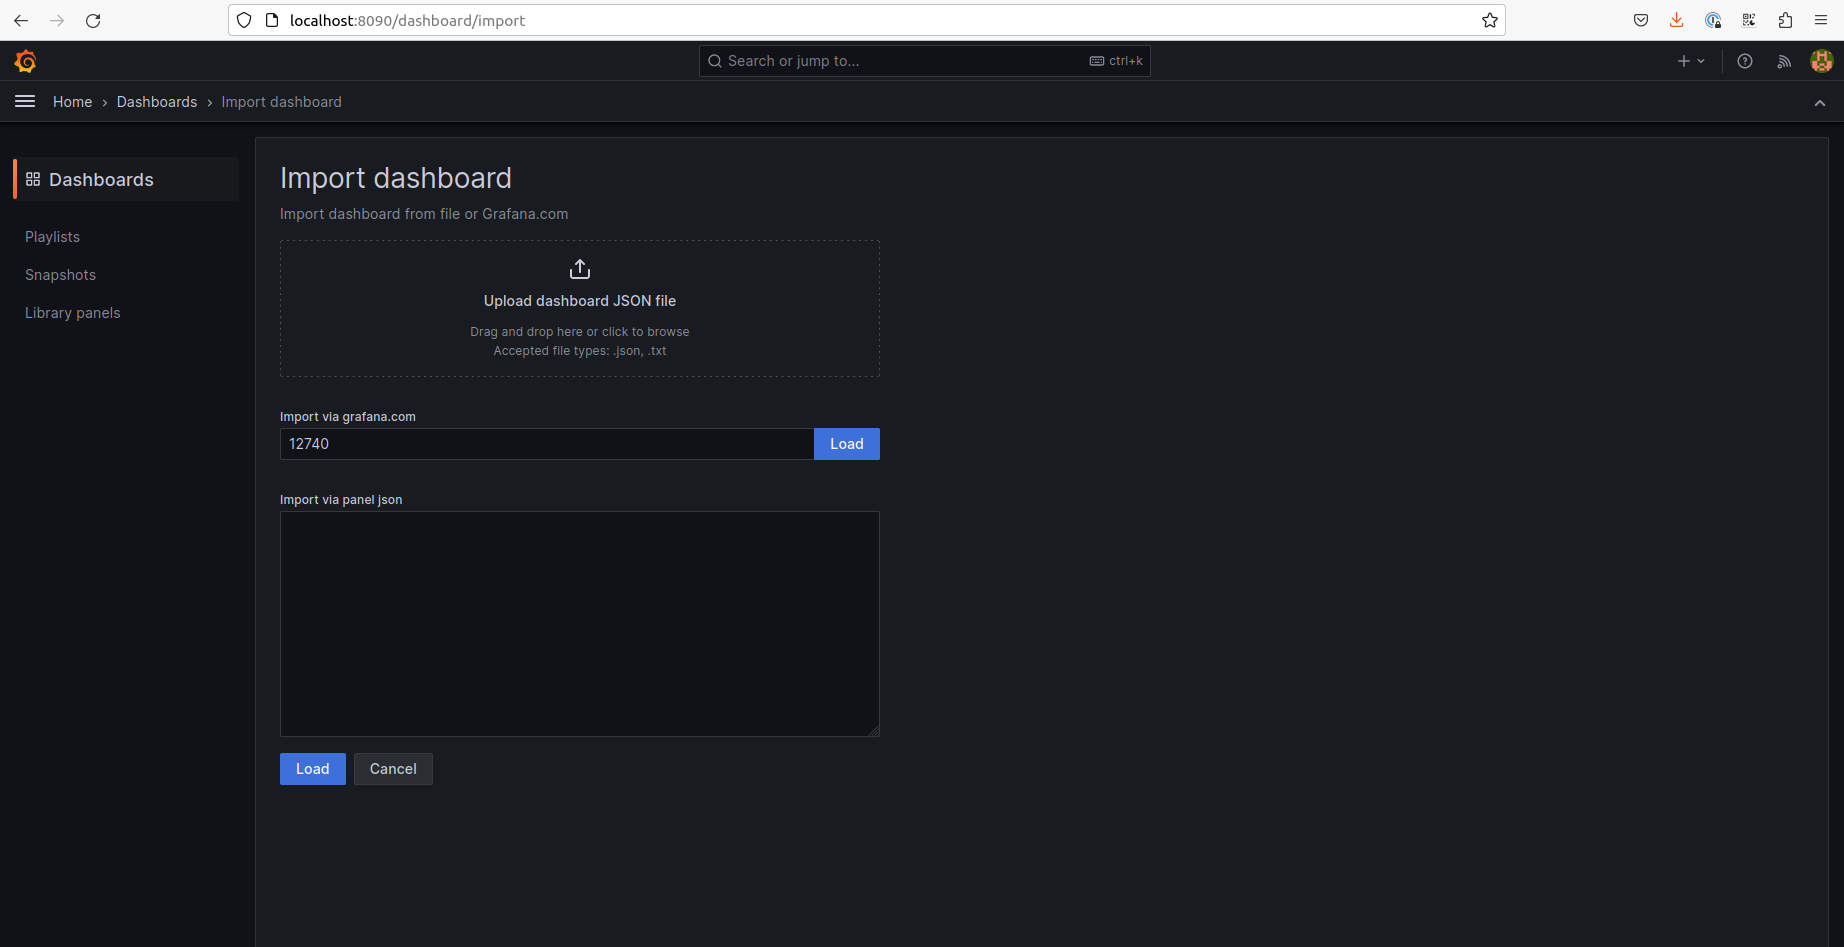 localhost:8090/dashboard/import
Search or jump to...
ctrl+k
Home › Dashboards › Import dashboard
Dashboards
Playlists
Snapshots
Library panels
Import dashboard
Import dashboard from file or Grafana.com
Upload dashboard JSON file
Drag and drop here or click to browse
Accepted file types: .json, .txt
Import via grafana.com
12740
Load
Import via panel json
Load
Cancel